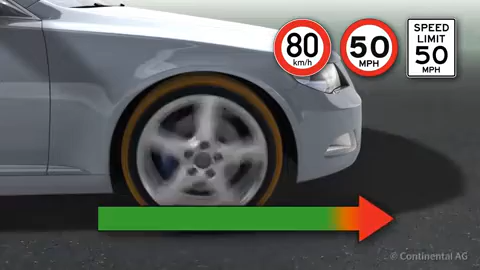 80
km/h
50
MPH
SPEED
LIMIT
50
MPH
© Continental AG